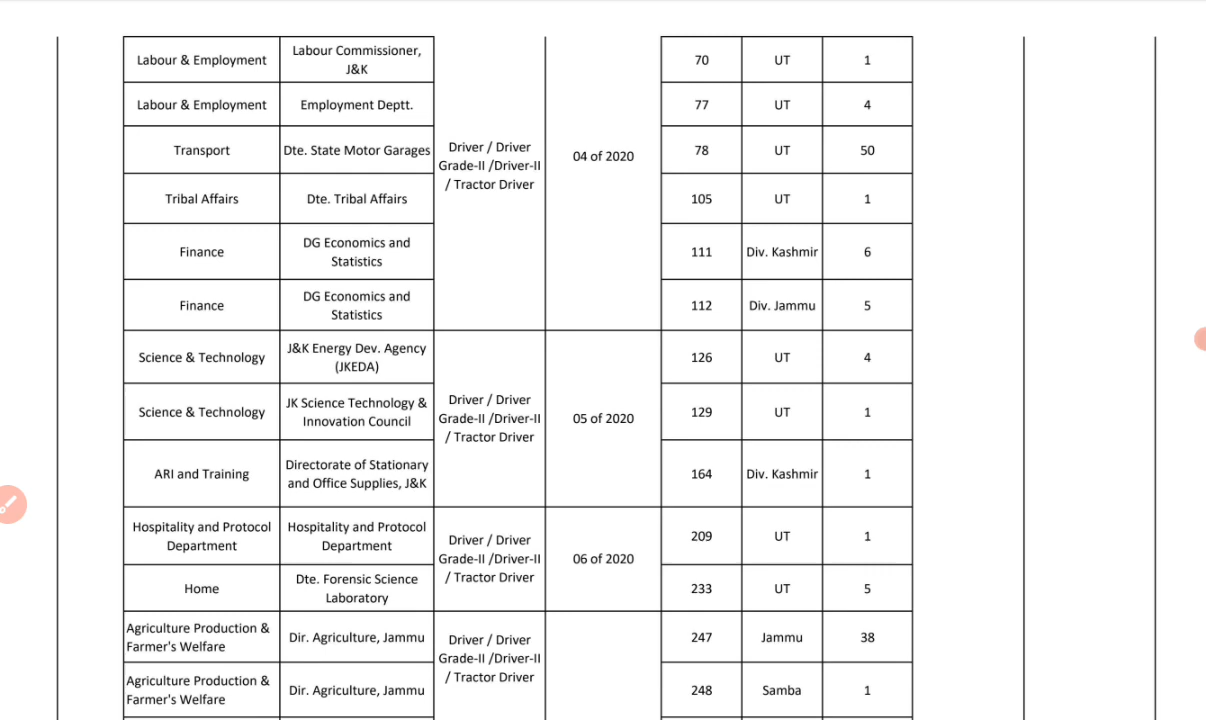 Labour & Employment
Labour Commissioner,
J&K
70
UT
1
Labour & Employment
Employment Deptt.
77
UT
4
Transport
Dte. State Motor Garages
Driver / Driver
Grade-II /Driver-II
/ Tractor Driver
04 of 2020
78
UT
50
Tribal Affairs
Dte. Tribal Affairs
105
UT
1
Finance
DG Economics and
Statistics
111
Div. Kashmir
6
Finance
DG Economics and
Statistics
112
Div. Jammu
5
Science & Technology
J&K Energy Dev. Agency
(JKEDA)
126
UT
4
Science & Technology
JK Science Technology &
Innovation Council
Driver / Driver
Grade-II /Driver-II
/ Tractor Driver
05 of 2020
129
UT
1
ARI and Training
Directorate of Stationary
and Office Supplies, J&K
164
Div. Kashmir
1
Hospitality and Protocol
Department
Hospitality and Protocol
Department
Driver / Driver
Grade-II /Driver-II
/ Tractor Driver
06 of 2020
209
UT
1
Home
Dte. Forensic Science
Laboratory
233
UT
5
Agriculture Production &
Farmer's Welfare
Dir. Agriculture, Jammu
Driver / Driver
Grade-II /Driver-II
/ Tractor Driver
247
Jammu
38
Agriculture Production &
Farmer's Welfare
Dir. Agriculture, Jammu
248
Samba
1